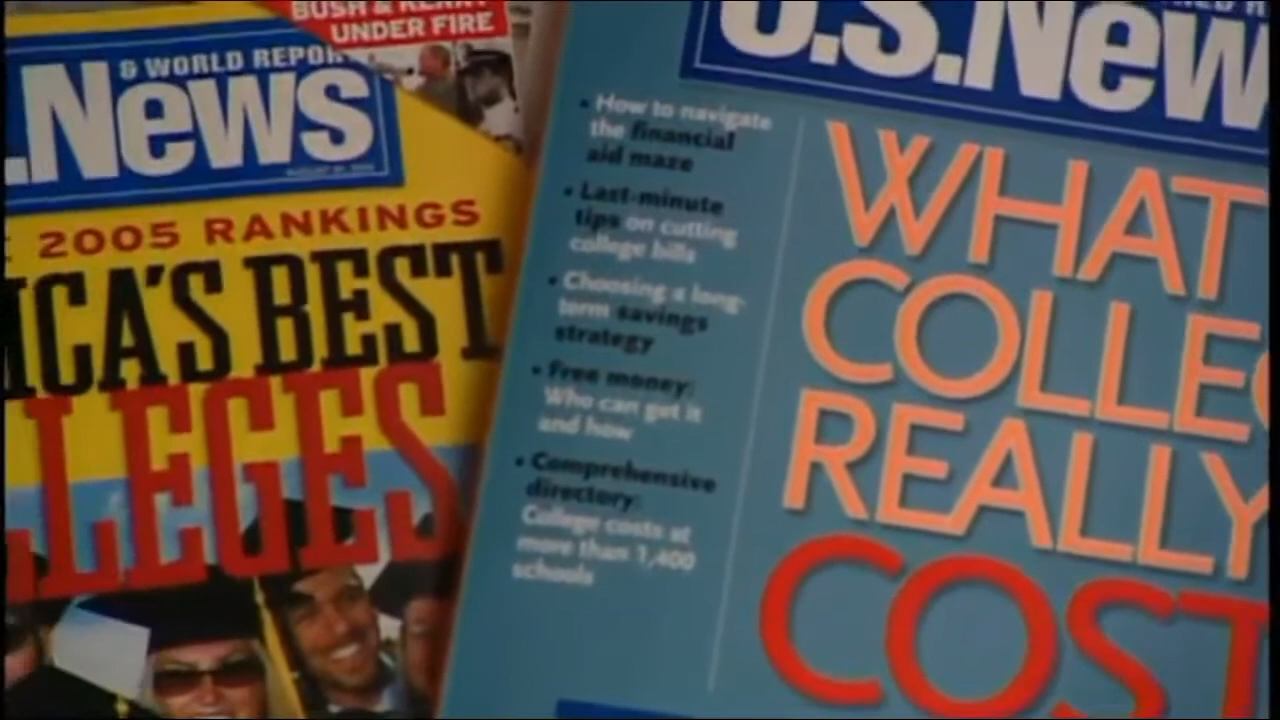 BUSH & KERRY
UNDER FIRE
& WORLD REPOR
.News
2005 RANKINGS
ICA'S BEST
LLEGES
U.S.New
• How to navigate
the financial
aid maze
• Last-minute
tips on cutting
college bills
• Choosing a long-
term savings
strategy
• Free money:
Who can get it
and how
• Comprehensive
directory:
College costs at
more than 1,400
schools
WHAT
COLLEG
REALLY
COST